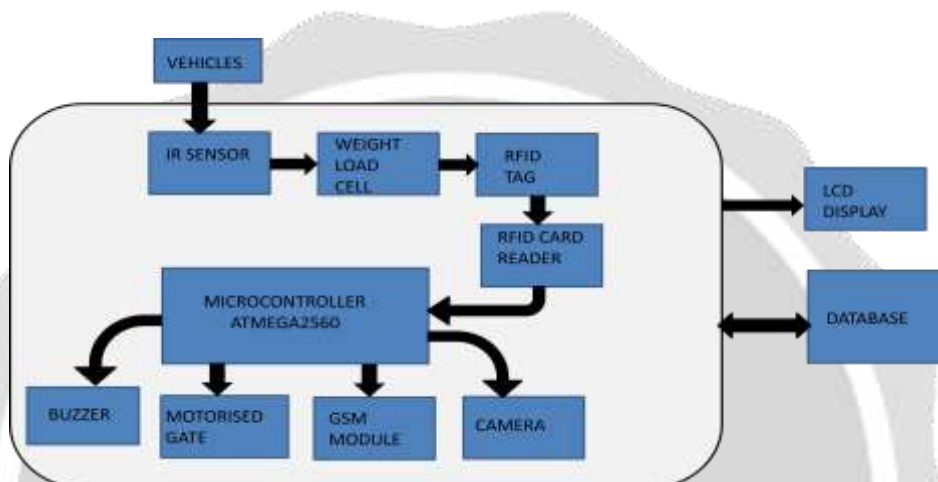 VEHICLES
IR SENSOR
WEIGHT
LOAD
CELL
RFID
TAG
LCD
DISPLAY
RFID CARD
READER
MICROCONTROLLER
ATMEGA2560
DATABASE
BUZZER
MOTORISED
GATE
GSM
MODULE
CAMERA